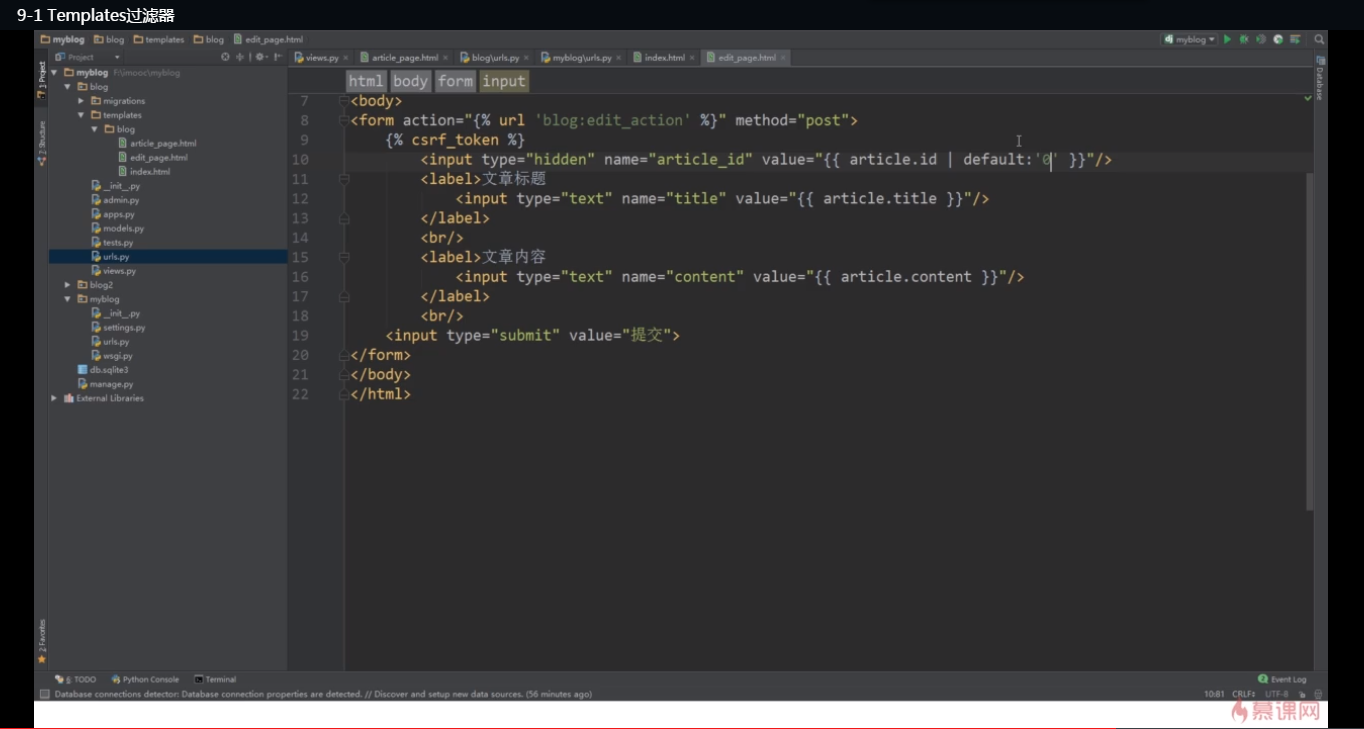 9-1 Templates过滤器
myblog blog templates blog edit_page.html
myblog
Project
views.py article_page.html blog\urls.py myblog\urls.py index.html edit_page.html
1: Project
2: Structure
2: Favorites
Database
myblog F:\imooc\myblog
blog
migrations
templates
blog
article_page.html
edit_page.html
index.html
__init__.py
admin.py
apps.py
models.py
tests.py
urls.py
views.py
blog2
myblog
__init__.py
settings.py
urls.py
wsgi.py
db.sqlite3
manage.py
External Libraries
html body form input
7 <body>
8 <form action="{% url 'blog:edit_action' %}" method="post">
9 {% csrf_token %}
10 <input type="hidden" name="article_id" value="{{ article.id | default:'0' }}"/>
11 <label>文章标题
12 <input type="text" name="title" value="{{ article.title }}"/>
13 </label>
14 <br/>
15 <label>文章内容
16 <input type="text" name="content" value="{{ article.content }}"/>
17 </label>
18 <br/>
19 <input type="submit" value="提交">
20 </form>
21 </body>
22 </html>
6: TODO Python Console Terminal
Event Log
Database connections detector: Database connection properties are detected. // Discover and setup new data sources. (56 minutes ago)
10:81 CRLF UTF-8
慕课网